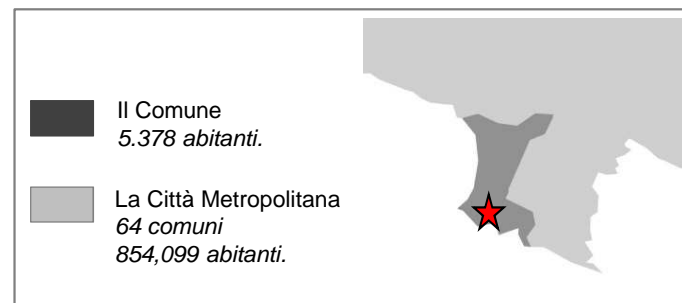 Il Comune
5.378 abitanti.
La Città Metropolitana
64 comuni
854,099 abitanti.